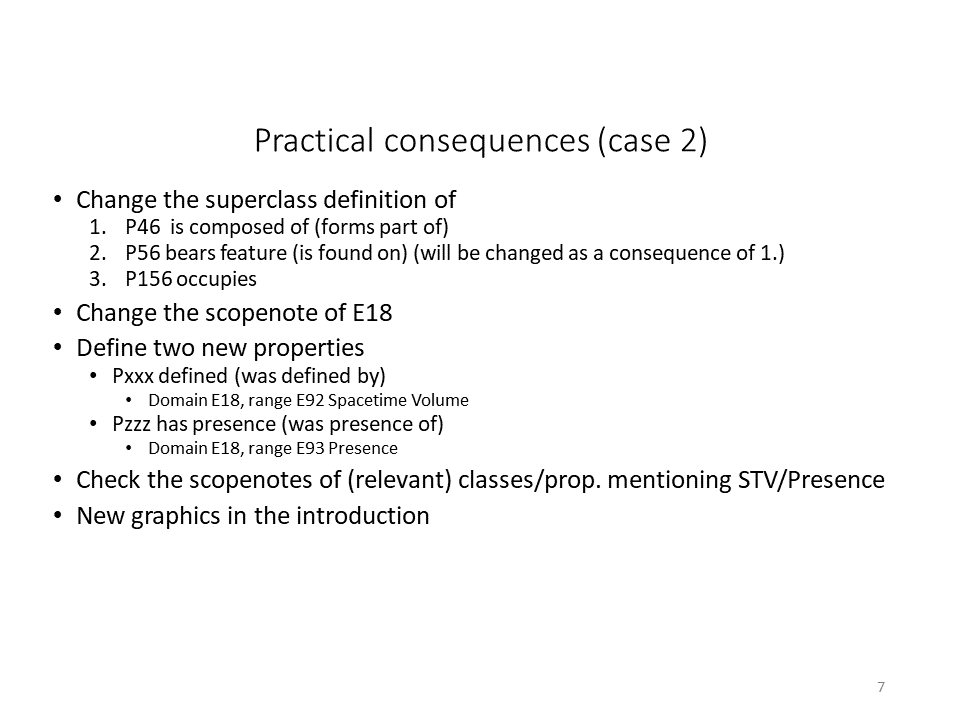 Practical consequences (case 2)
• Change the superclass definition of
1. P46  is composed of (forms part of)
2. P56 bears feature (is found on) (will be changed as a consequence of 1.)
3. P156 occupies
• Change the scopenote of E18
• Define two new properties
• Pxxx defined (was defined by)
• Domain E18, range E92 Spacetime Volume
• Pzzz has presence (was presence of)
• Domain E18, range E93 Presence
• Check the scopenotes of (relevant) classes/prop. mentioning STV/Presence
• New graphics in the introduction
7